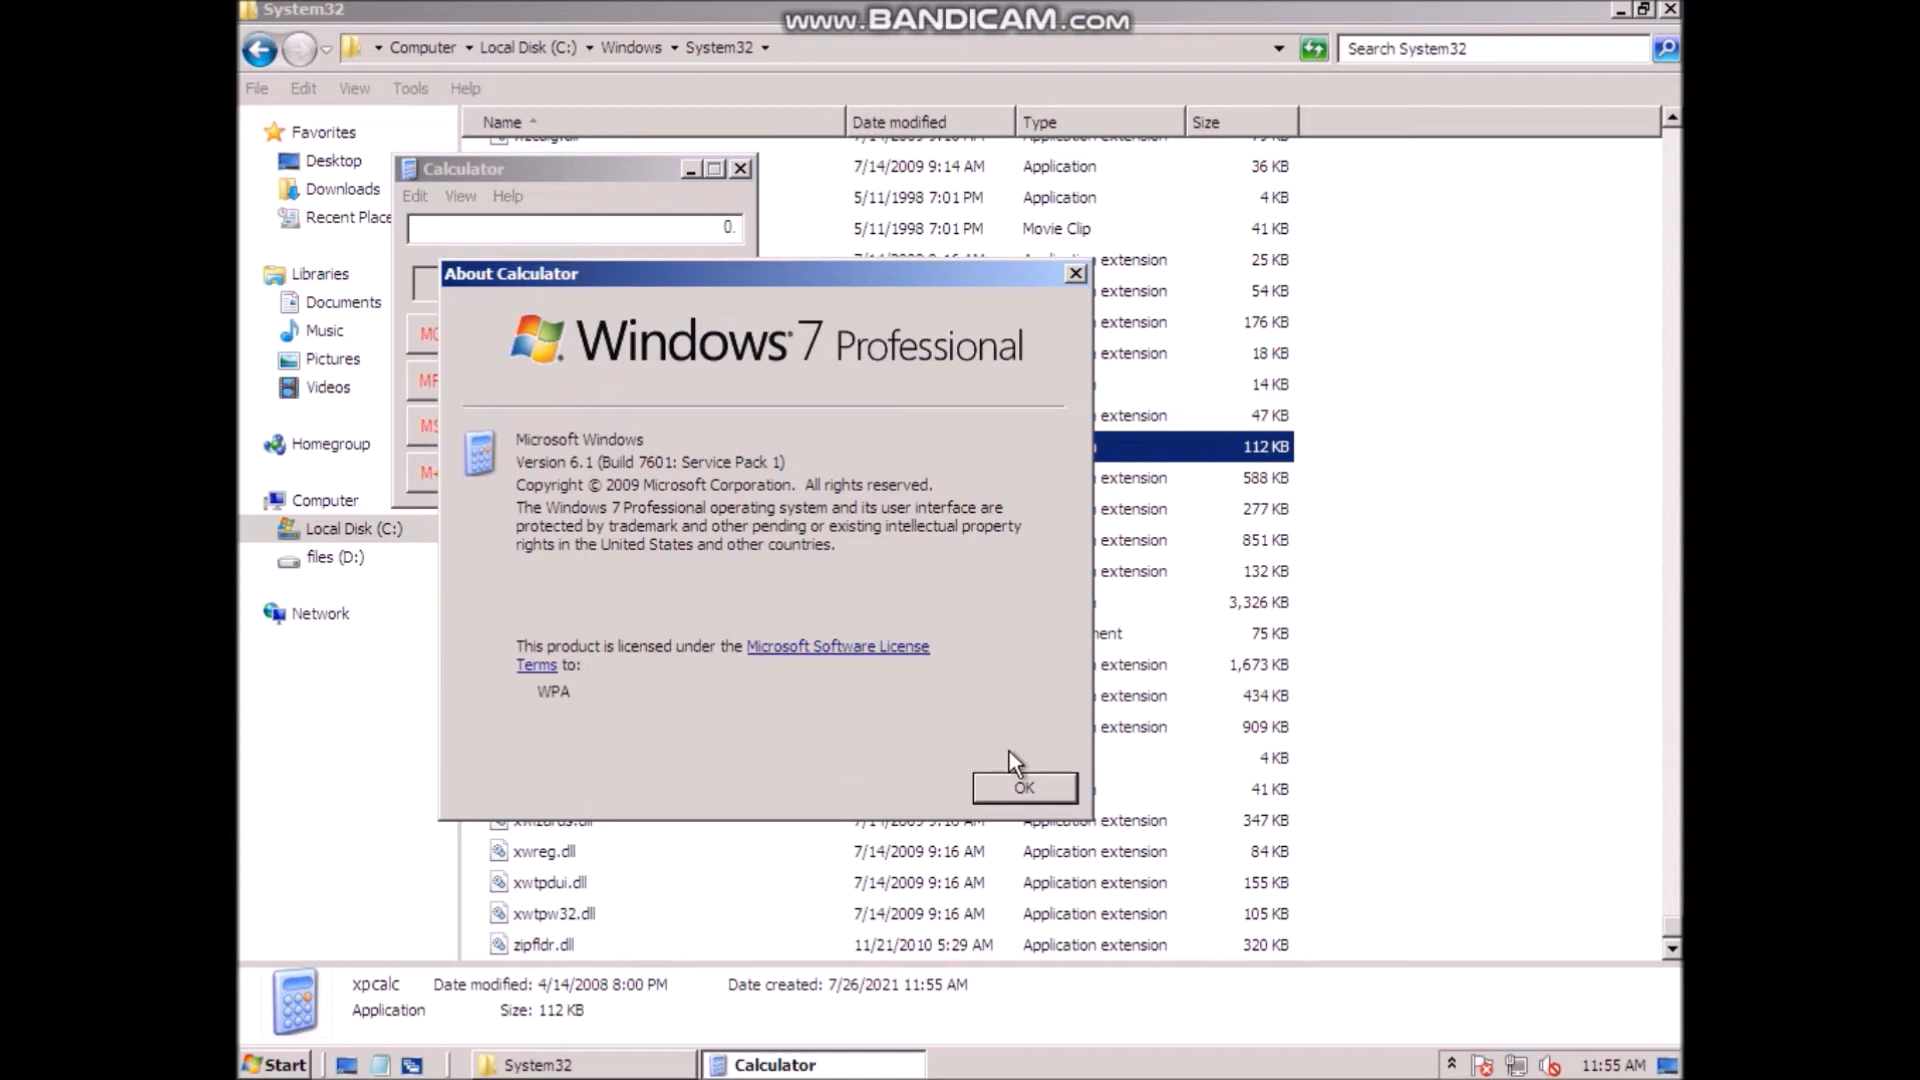 System32
www.BANDICAM.com
Computer Local Disk (C:) Windows System32
Search System32
File Edit View Tools Help
Name Date modified Type Size
Favorites
Desktop
Downloads
Recent Place
Libraries
Documents
Music
Pictures
Videos
Homegroup
Computer
Local Disk (C:)
files (D:)
Network
Calculator
Edit View Help
0.
MS
M+
7/14/2009 9:14 AM Application 36 KB
5/11/1998 7:01 PM Application 4 KB
5/11/1998 7:01 PM Movie Clip 41 KB
extension 25 KB
extension 54 KB
extension 176 KB
extension 18 KB
14 KB
extension 47 KB
112 KB
extension 588 KB
extension 277 KB
extension 851 KB
extension 132 KB
3,326 KB
ment 75 KB
extension 1,673 KB
extension 434 KB
extension 909 KB
4 KB
41 KB
xwizards.dll 7/14/2009 9:16 AM Application extension 347 KB
xwreg.dll 7/14/2009 9:16 AM Application extension 84 KB
xwtpdui.dll 7/14/2009 9:16 AM Application extension 155 KB
xwtpw32.dll 7/14/2009 9:16 AM Application extension 105 KB
zipfldr.dll 11/21/2010 5:29 AM Application extension 320 KB
About Calculator
Windows 7 Professional
Microsoft Windows
Version 6.1 (Build 7601: Service Pack 1)
Copyright © 2009 Microsoft Corporation. All rights reserved.
The Windows 7 Professional operating system and its user interface are
protected by trademark and other pending or existing intellectual property
rights in the United States and other countries.
This product is licensed under the Microsoft Software License
Terms to:
WPA
OK
xpcalc Date modified: 4/14/2008 8:00 PM Date created: 7/26/2021 11:55 AM
Application Size: 112 KB
Start System32 Calculator 11:55 AM